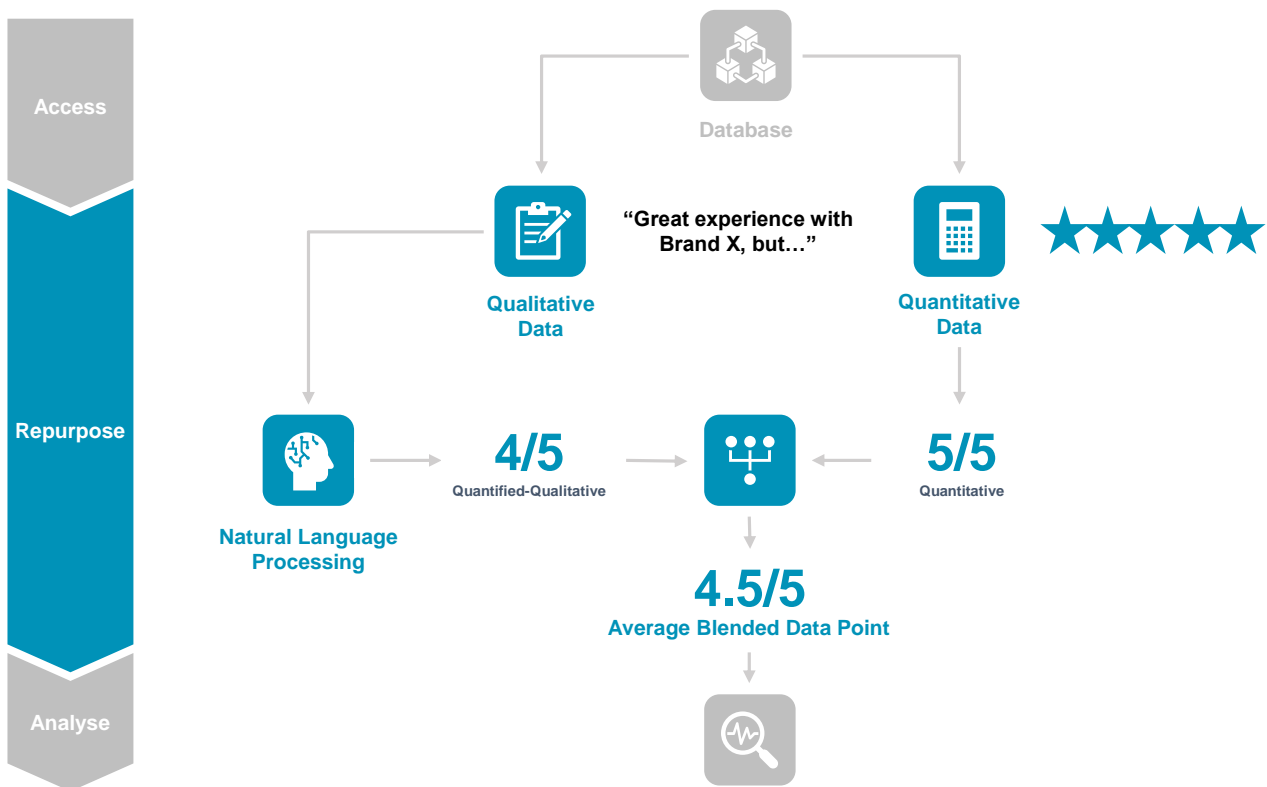 Access
Database
“Great experience with
Brand X, but…”
Qualitative
Data
Quantitative
Data
Repurpose
4/5
Quantified-Qualitative
5/5
Quantitative
Natural Language
Processing
4.5/5
Average Blended Data Point
Analyse